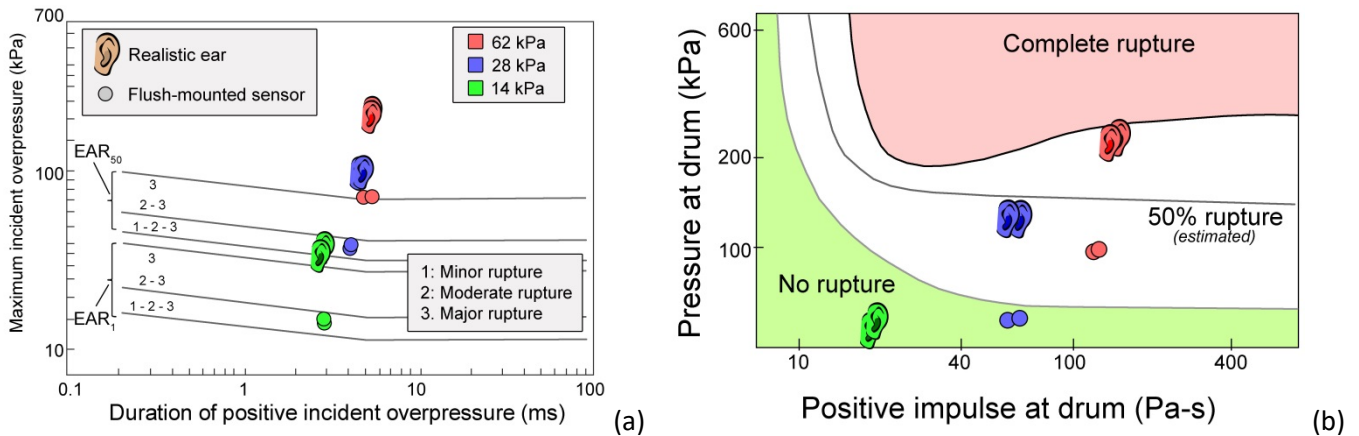 700
Maximum incident overpressure (kPa)
100
10
0.1
1
10
100
Duration of positive incident overpressure (ms)
Realistic ear
Flush-mounted sensor
62 kPa
28 kPa
14 kPa
EAR50
3
2 - 3
1 - 2 - 3
EAR1
3
2 - 3
1 - 2 - 3
1: Minor rupture
2: Moderate rupture
3. Major rupture
(a)
600
200
100
Pressure at drum (kPa)
Complete rupture
50% rupture
(estimated)
No rupture
10
40
100
400
Positive impulse at drum (Pa-s)
(b)